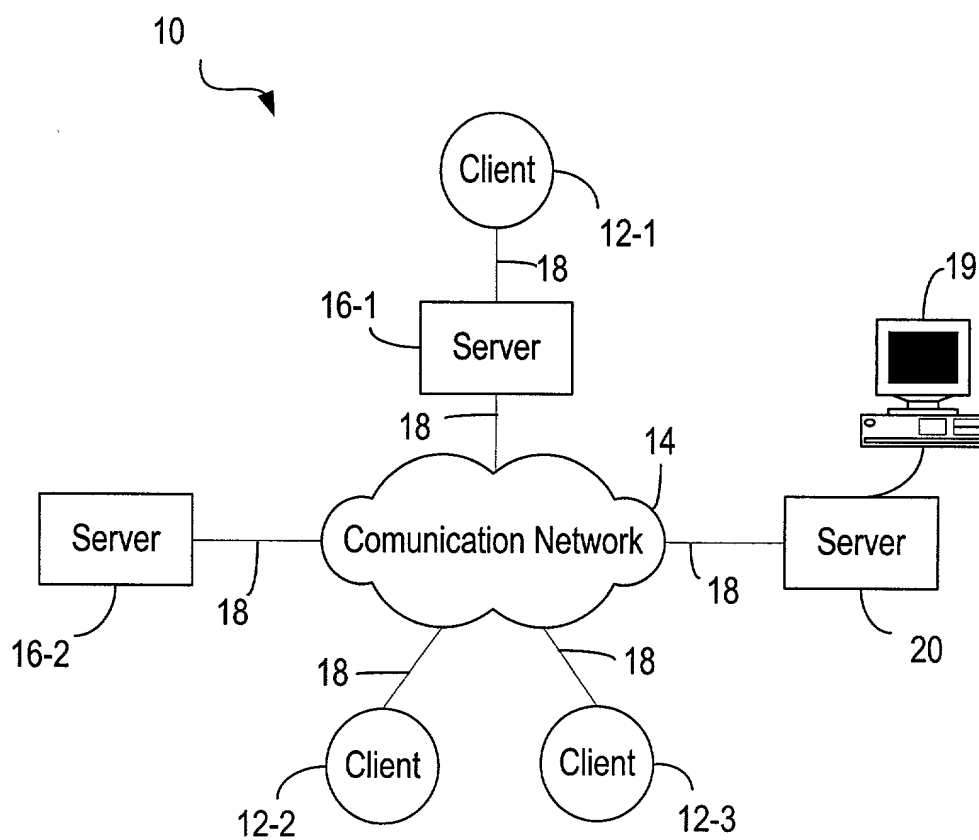 10
Client
12-1
18
19
16-1
Server
18
14
Server
Comunication Network
Server
18
18
16-2
20
18
18
Client
Client
12-2
12-3